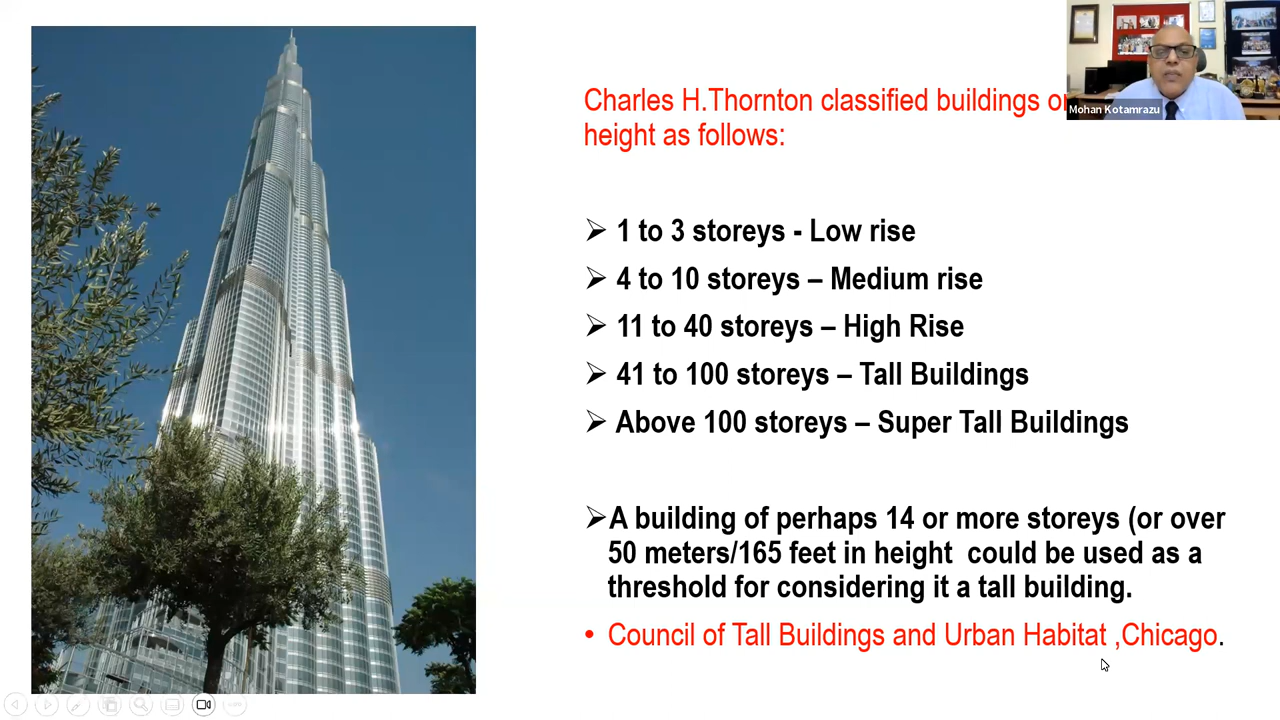 Charles H.Thornton classified buildings
height as follows:
Mohan Kotamrazu
➢ 1 to 3 storeys - Low rise
➢ 4 to 10 storeys – Medium rise
➢ 11 to 40 storeys – High Rise
➢ 41 to 100 storeys – Tall Buildings
➢ Above 100 storeys – Super Tall Buildings
➢A building of perhaps 14 or more storeys (or over
50 meters/165 feet in height could be used as a
threshold for considering it a tall building.
• Council of Tall Buildings and Urban Habitat ,Chicago.